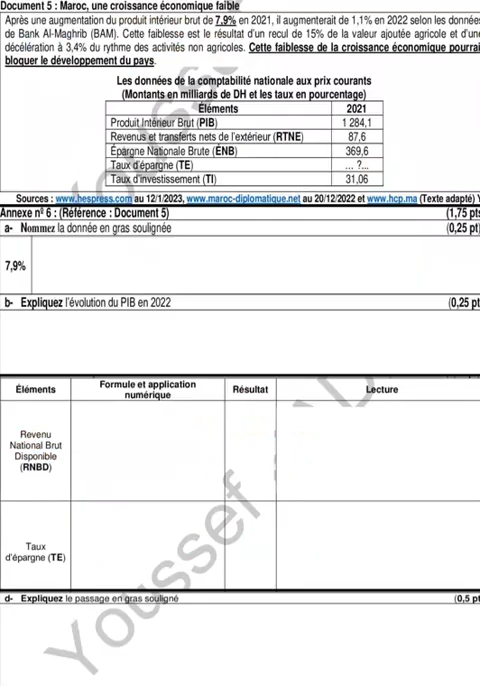 Document 5 : Maroc, une croissance économique faible
Après une augmentation du produit intérieur brut de 7,9% en 2021, il augmenterait de 1,1% en 2022 selon les données
de Bank Al-Maghrib (BAM). Cette faiblesse est le résultat d'un recul de 15% de la valeur ajoutée agricole et d'une
décélération à 3,4% du rythme des activités non agricoles. Cette faiblesse de la croissance économique pourrai
bloquer le développement du pays.
Les données de la comptabilité nationale aux prix courants
(Montants en milliards de DH et les taux en pourcentage)
Éléments 2021
Produit Intérieur Brut (PIB) 1 284,1
Revenus et transferts nets de l'extérieur (RTNE) 87,6
Épargne Nationale Brute (ÉNB) 369,6
Taux d'épargne (TE) ... ?...
Taux d'investissement (TI) 31,06
Sources : www.hespress.com au 12/1/2023, www.maroc-diplomatique.net au 20/12/2022 et www.hcp.ma (Texte adapté) Y
Annexe nº 6 : (Référence : Document 5) (1,75 pts
a- Nommez la donnée en gras soulignée (0,25 pt)
7,9%
b- Expliquez l'évolution du PIB en 2022 (0,25 pt
Éléments Formule et application numérique Résultat Lecture
Revenu
National Brut
Disponible
(RNBD)
Taux
d'épargne (TE)
d- Expliquez le passage en gras souligné (0,5 pt
Youssef